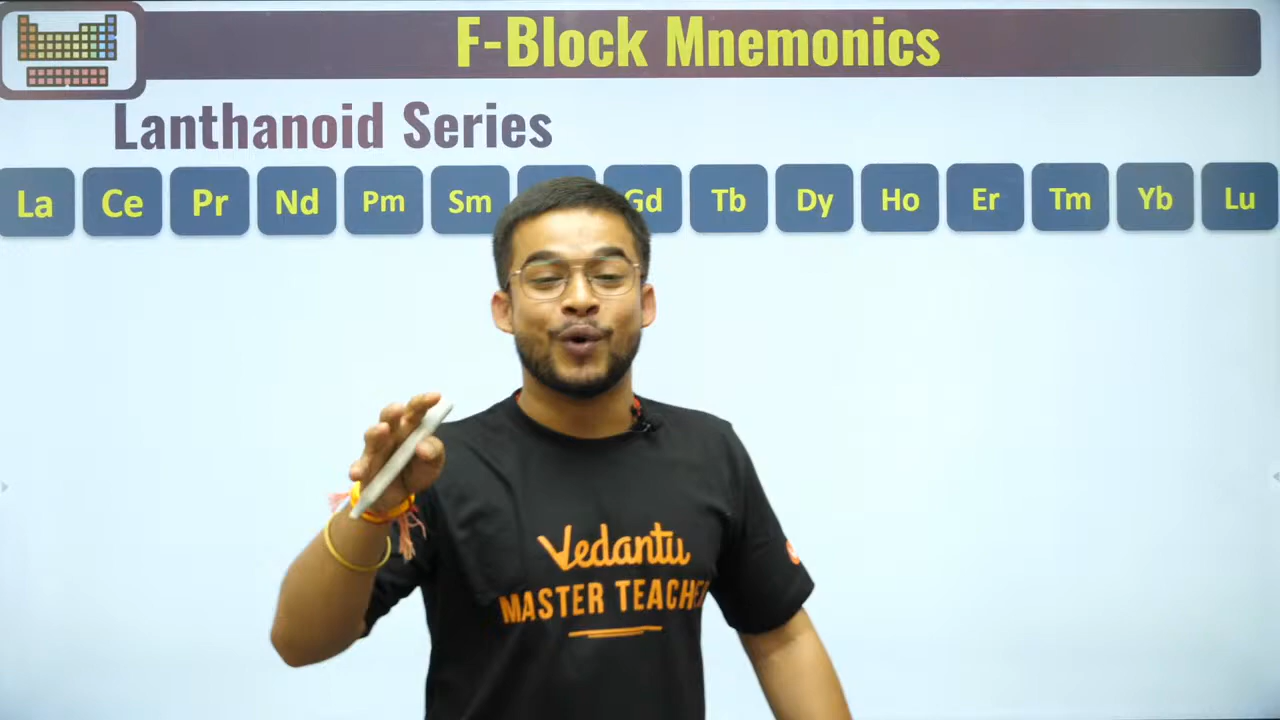 F-Block Mnemonics
Lanthanoid Series
La Ce Pr Nd Pm Sm Gd Tb Dy Ho Er Tm Yb Lu
Vedantu
MASTER TEACHER